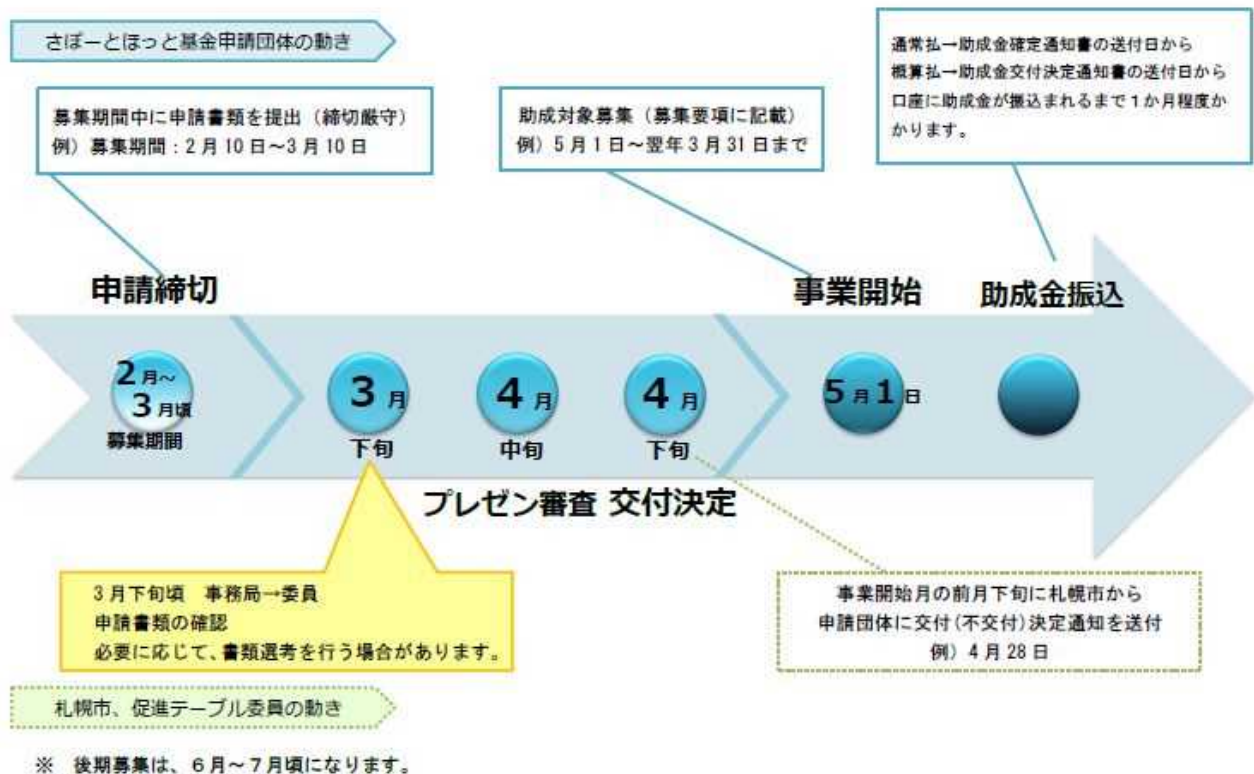 さぽーとほっと基金申請団体の動き
募集期間中に申請書類を提出（締切厳守）
例）募集期間：2月10日～3月10日
助成対象募集（募集要項に記載）
例）5月1日～翌年3月31日まで
通常払→助成金確定通知書の送付日から
概算払→助成金交付決定通知書の送付日から
口座に助成金が振込まれるまで１か月程度か
かります。
申請締切
事業開始
助成金振込
2月～
3月頃
募集期間
3月
下旬
4月
中旬
4月
下旬
5月1日
プレゼン審査 交付決定
3月下旬頃　事務局→委員
申請書類の確認
必要に応じて、書類選考を行う場合があります。
事業開始月の前月下旬に札幌市から
申請団体に交付(不交付)決定通知を送付
例）4月28日
札幌市、促進テーブル委員の動き
※　後期募集は、６月～７月頃になります。